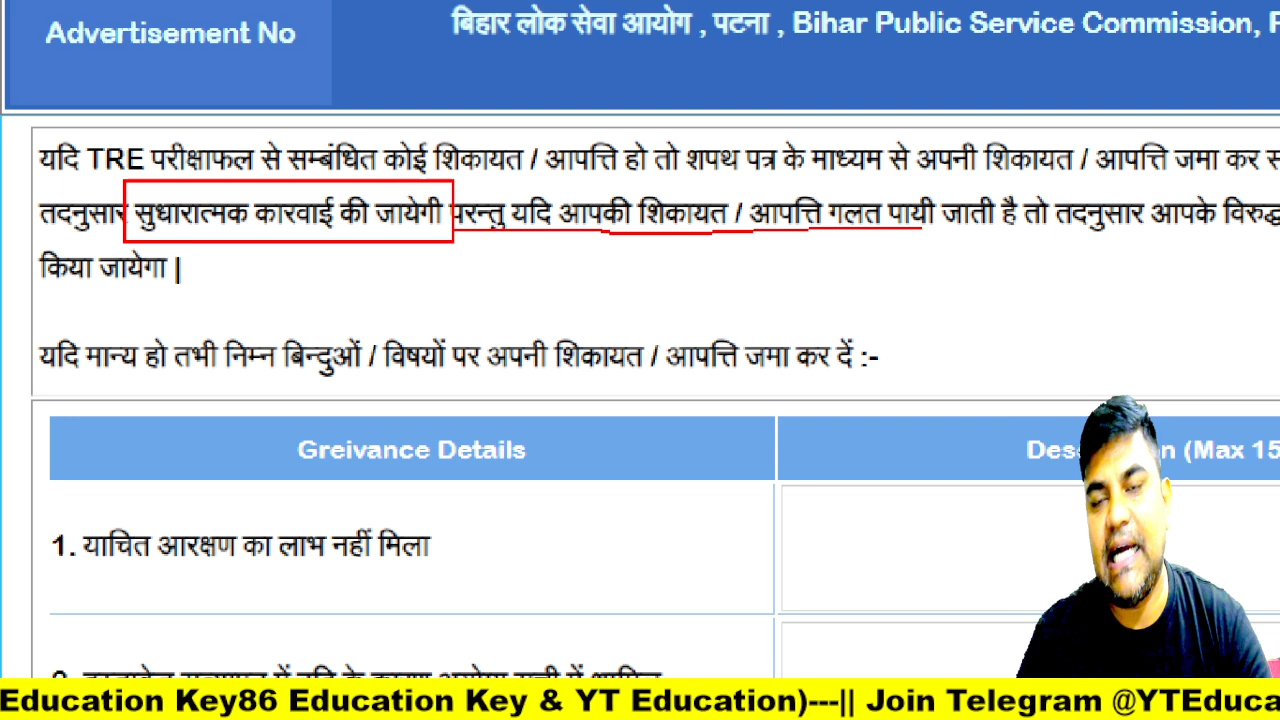 Advertisement No
बिहार लोक सेवा आयोग , पटना , Bihar Public Service Commission,
यदि TRE परीक्षाफल से सम्बंधित कोई शिकायत / आपत्ति हो तो शपथ पत्र के माध्यम से अपनी शिकायत / आपत्ति जमा कर
तदनुसार सुधारात्मक कारवाई की जायेगी परन्तु यदि आपकी शिकायत / आपत्ति गलत पायी जाती है तो तदनुसार आपके विरुद्ध
किया जायेगा |
यदि मान्य हो तभी निम्न बिन्दुओं / विषयों पर अपनी शिकायत / आपत्ति जमा कर दें :-
Greivance Details
(Max 15
1. याचित आरक्षण का लाभ नहीं मिला
Education Key86 Education Key & YT Education)---|| Join Telegram @YTEduca